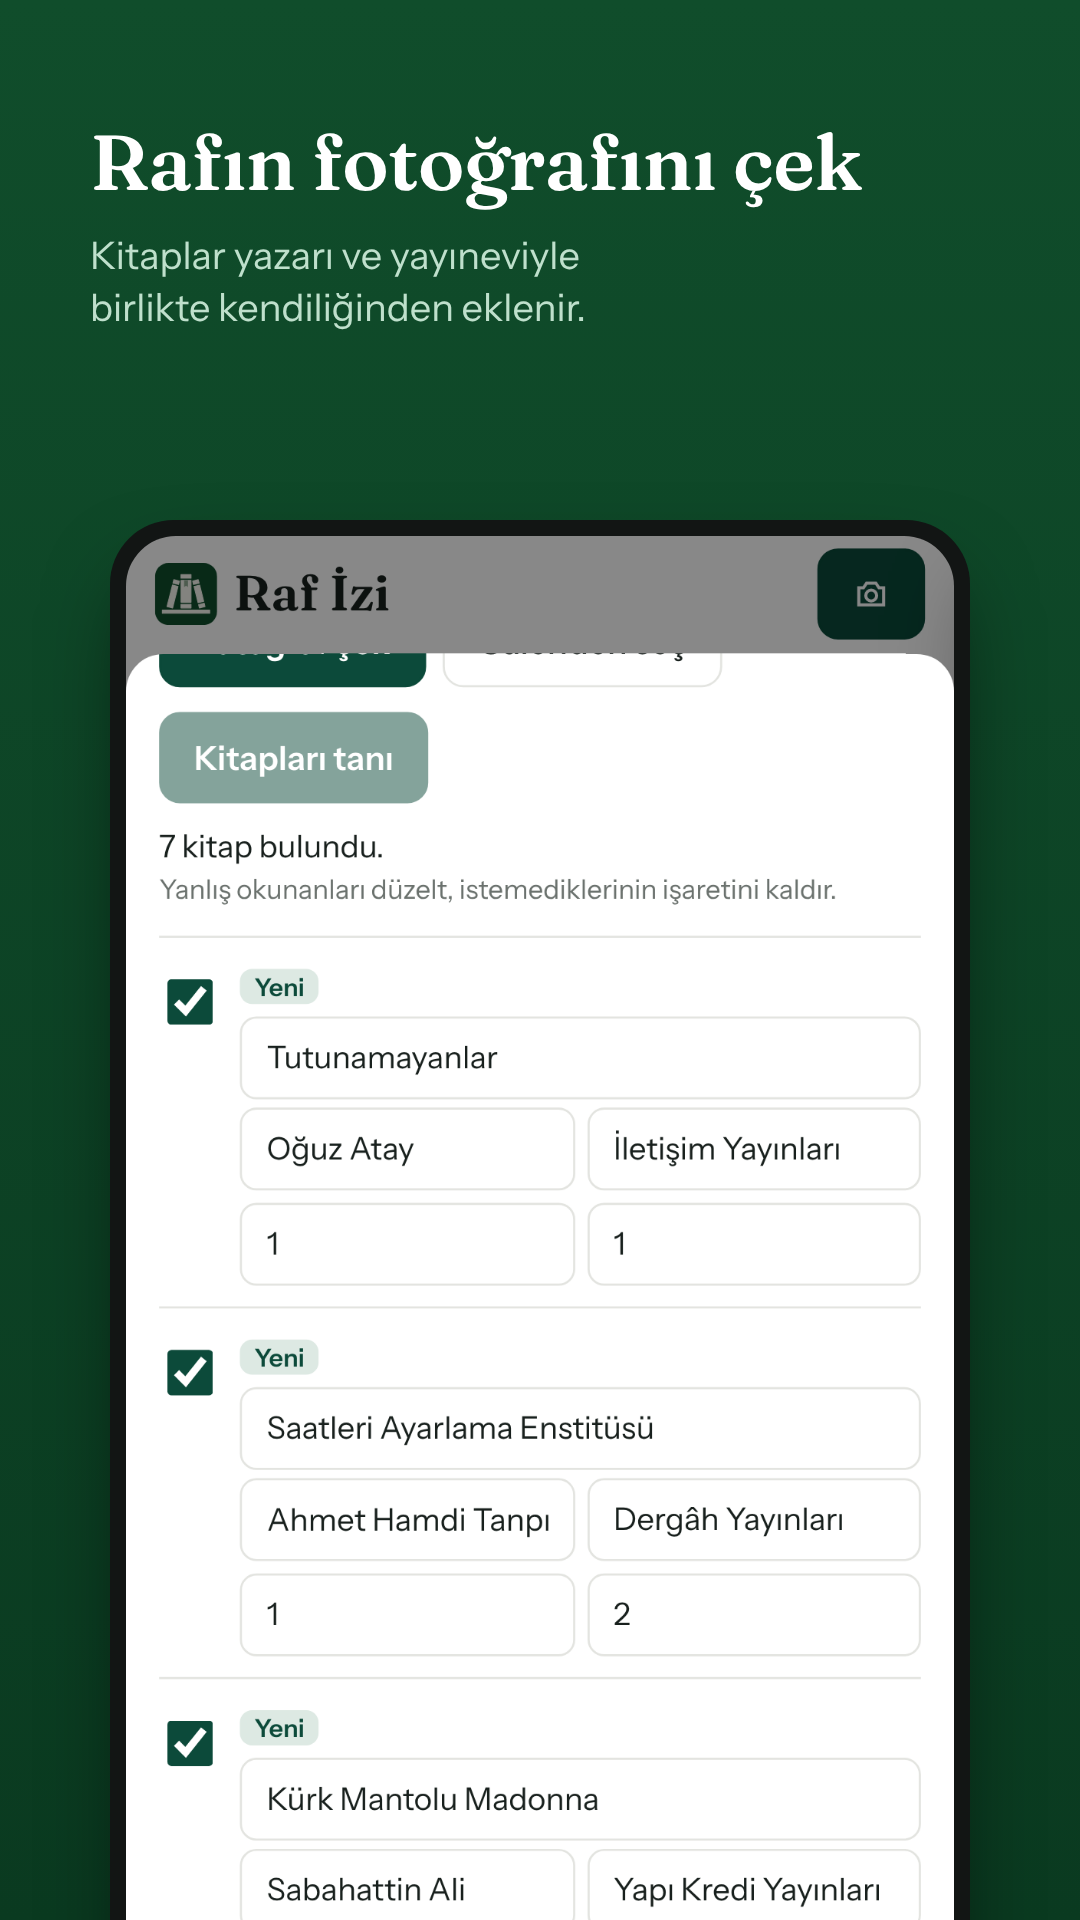 Rafın fotoğrafını çek
Kitaplar yazarı ve yayıneviyle
birlikte kendiliğinden eklenir.
Raf İzi
Kitapları tanı
7 kitap bulundu.
Yanlış okunanları düzelt, istemediklerinin işaretini kaldır.
Yeni
Tutunamayanlar
Oğuz Atay
İletişim Yayınları
1
1
Yeni
Saatleri Ayarlama Enstitüsü
Ahmet Hamdi Tanpı
Dergâh Yayınları
1
2
Yeni
Kürk Mantolu Madonna
Sabahattin Ali
Yapı Kredi Yayınları